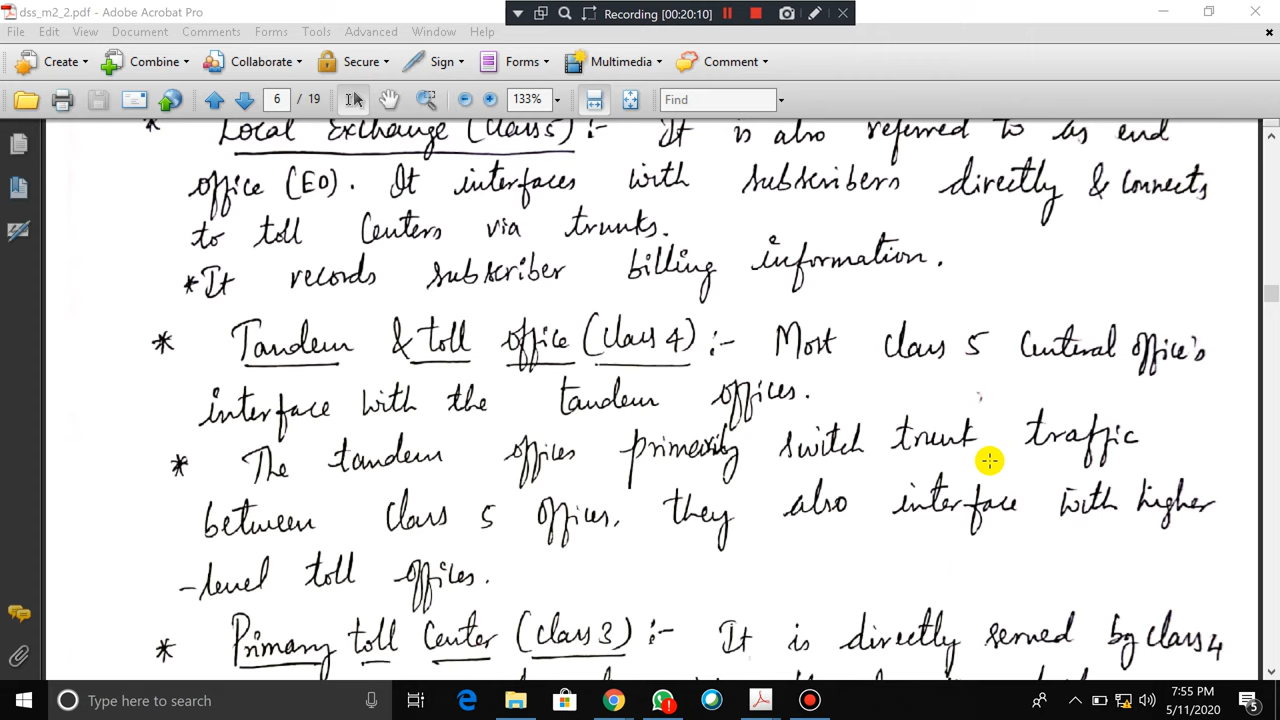 dss_m2_2.pdf - Adobe Acrobat Pro
Recording [00:20:10]
File Edit View Document Comments Forms Tools Advanced Window Help
Create Combine Collaborate Secure Sign Forms Multimedia Comment
6 / 19 133% Find
* Local Exchange (class 5) :- It is also referred to as end
office (EO). It interfaces with subscribers directly & connects
to toll Centers via trunks.
* It records subscriber billing information.
* Tandem & toll office (class 4) :- Most class 5 Centeral office's
interface with the tandem offices.
* The tandem offices primarily switch trunk traffic
between class 5 offices, they also interface with higher
-level toll offices.
* Primary toll Center (class 3) :- It is directly served by class 4
Type here to search
7:55 PM
5/11/2020
5